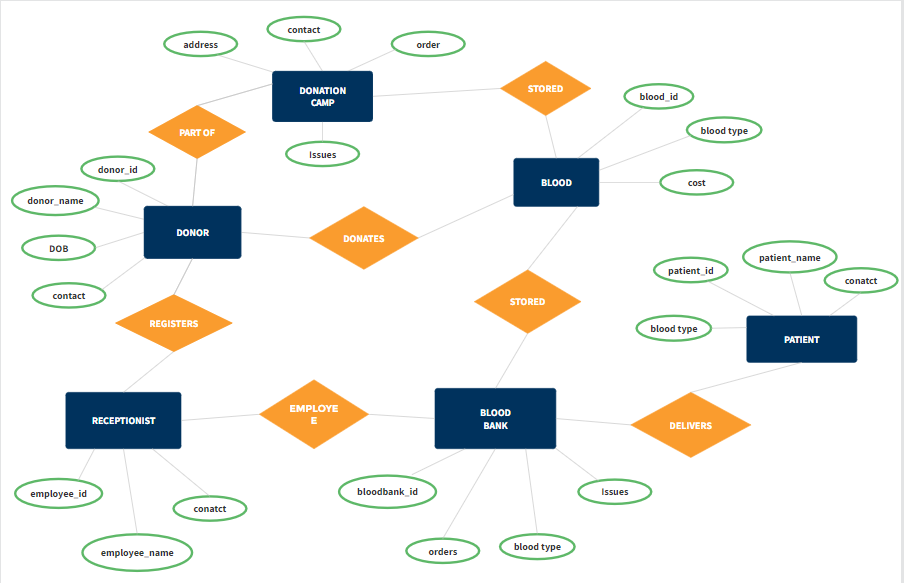 contact
address
order
DONATION
CAMP
STORED
blood_id
PART OF
blood type
Issues
donor_id
BLOOD
cost
donor_name
DONOR
DONATES
DOB
patient_name
patient_id
conatct
contact
STORED
REGISTERS
blood type
PATIENT
EMPLOYE
E
BLOOD
BANK
RECEPTIONIST
DELIVERS
employee_id
bloodbank_id
Issues
conatct
employee_name
orders
blood type